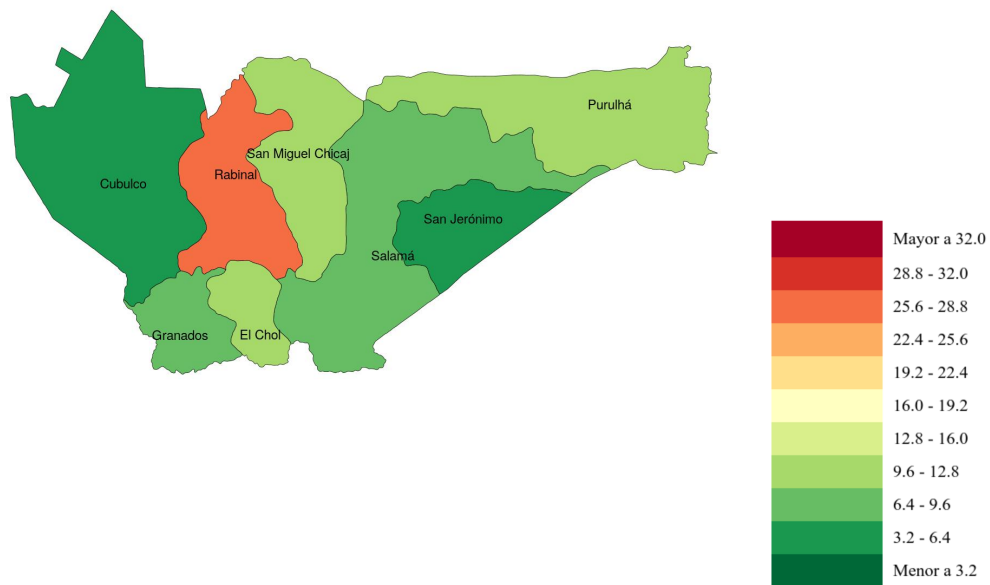 Purulhá
San Miguel Chicaj
Rabinal
Cubulco
San Jerónimo
Salamá
Granados
El Chol
Mayor a 32.0
28.8 - 32.0
25.6 - 28.8
22.4 - 25.6
19.2 - 22.4
16.0 - 19.2
12.8 - 16.0
9.6 - 12.8
6.4 - 9.6
3.2 - 6.4
Menor a 3.2